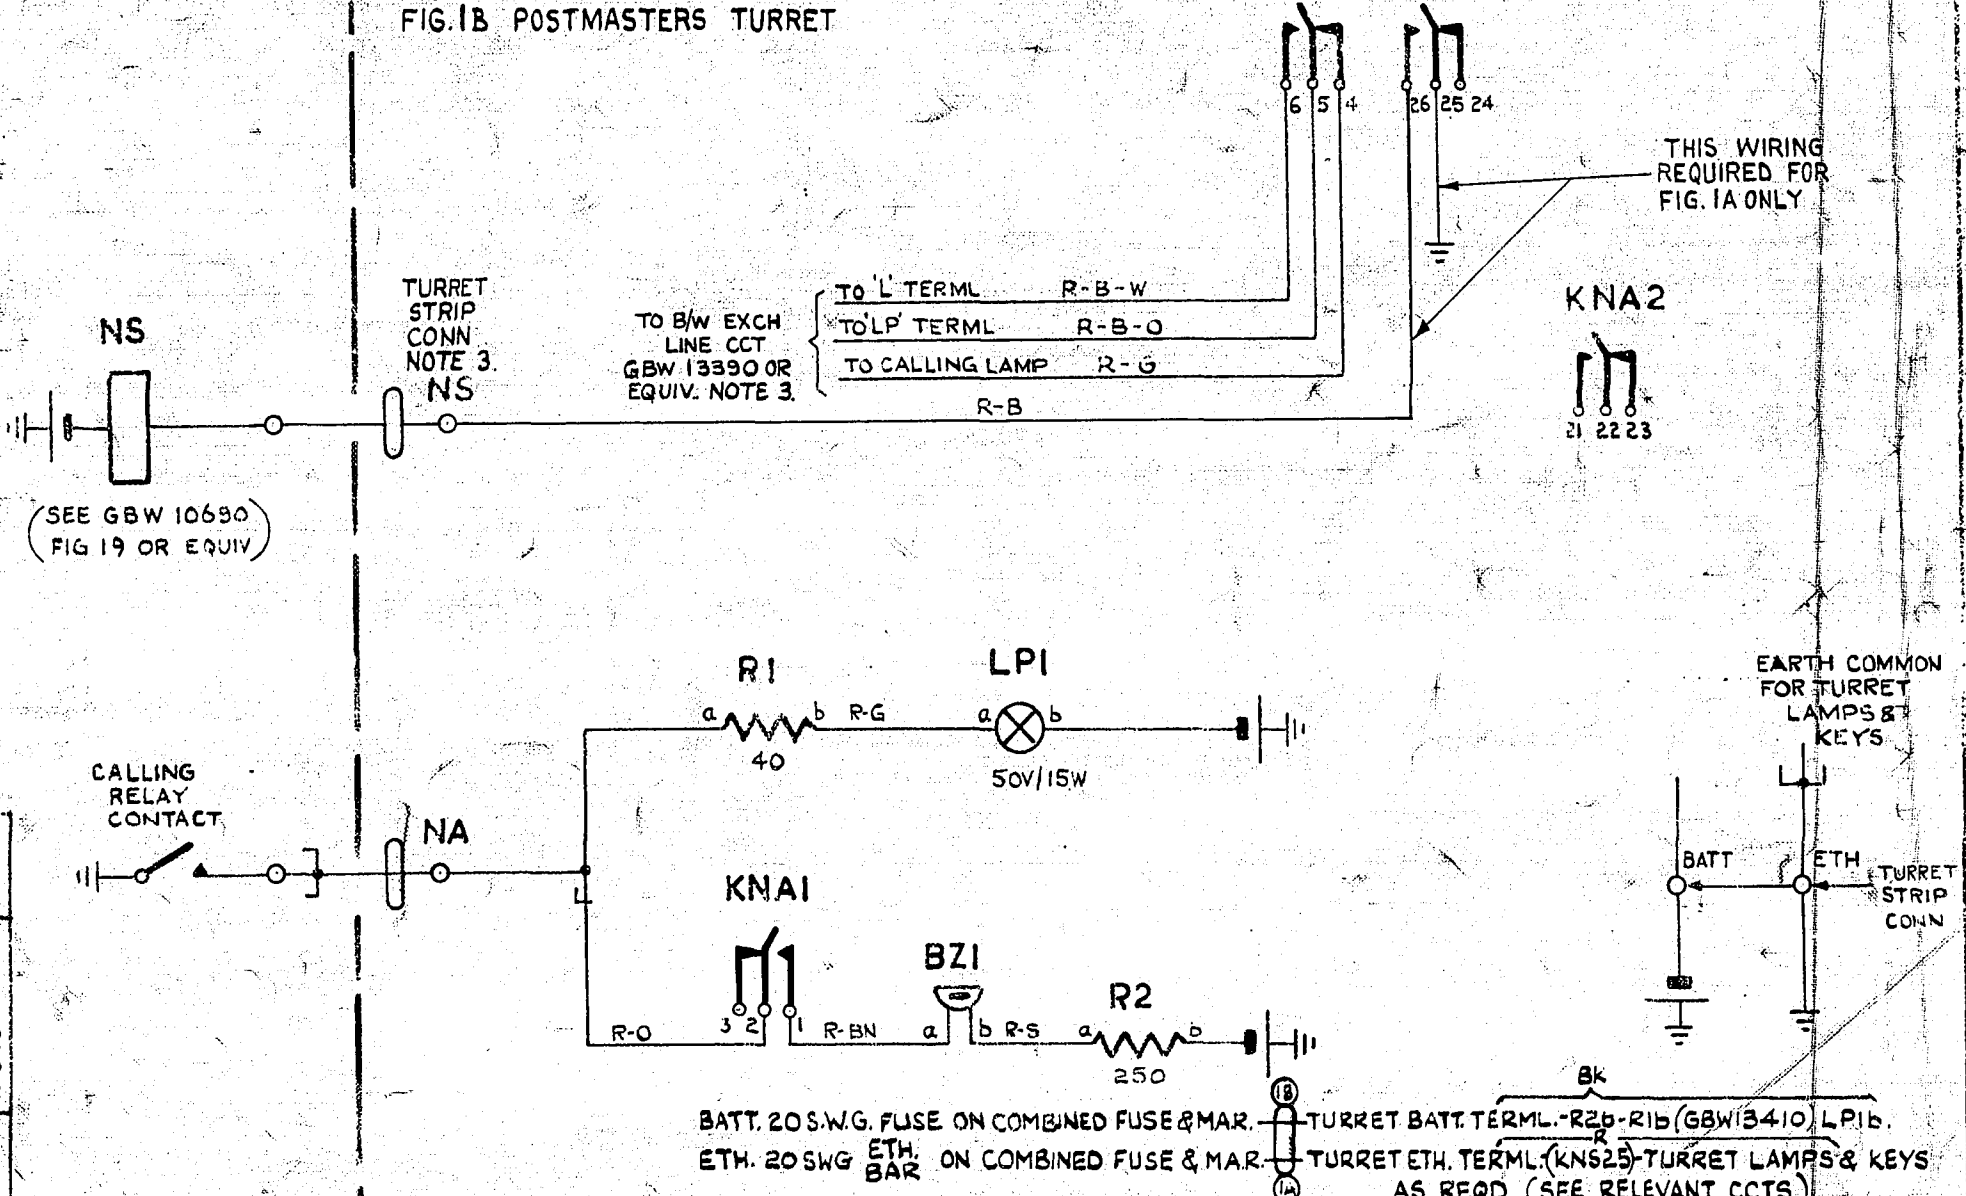 FIG.1B POSTMASTERS TURRET
6 5 4
26 25 24
THIS WIRING
REQUIRED FOR
FIG. 1A ONLY
TURRET
STRIP
CONN
NOTE 3.
NS
NS
TO B/W EXCH
LINE CCT
GBW 13390 OR
EQUIV. NOTE 3.
TO 'L' TERML R-B-W
TO 'LP' TERML R-B-O
TO CALLING LAMP R-G
R-B
KNA2
21 22 23
(SEE GBW 10690
FIG 19 OR EQUIV)
R1
a b
40
R-G
LP1
a b
50V/15W
EARTH COMMON
FOR TURRET
LAMPS &
KEYS
CALLING
RELAY
CONTACT
NA
BATT
ETH
TURRET
STRIP
CONN
KNA1
3 2 1
R-O
R-BN
BZ1
a b
R-S
R2
a b
250
BK
1B
BATT. 20 S.W.G. FUSE ON COMBINED FUSE & MAR. TURRET BATT. TERML.-R2b-R1b (GBW13410) LP1b.
R
ETH. 20 SWG ETH. BAR ON COMBINED FUSE & MAR. TURRET ETH. TERML.(KNS25)-TURRET LAMPS & KEYS
1A
AS REQD (SEE RELEVANT CCTS)